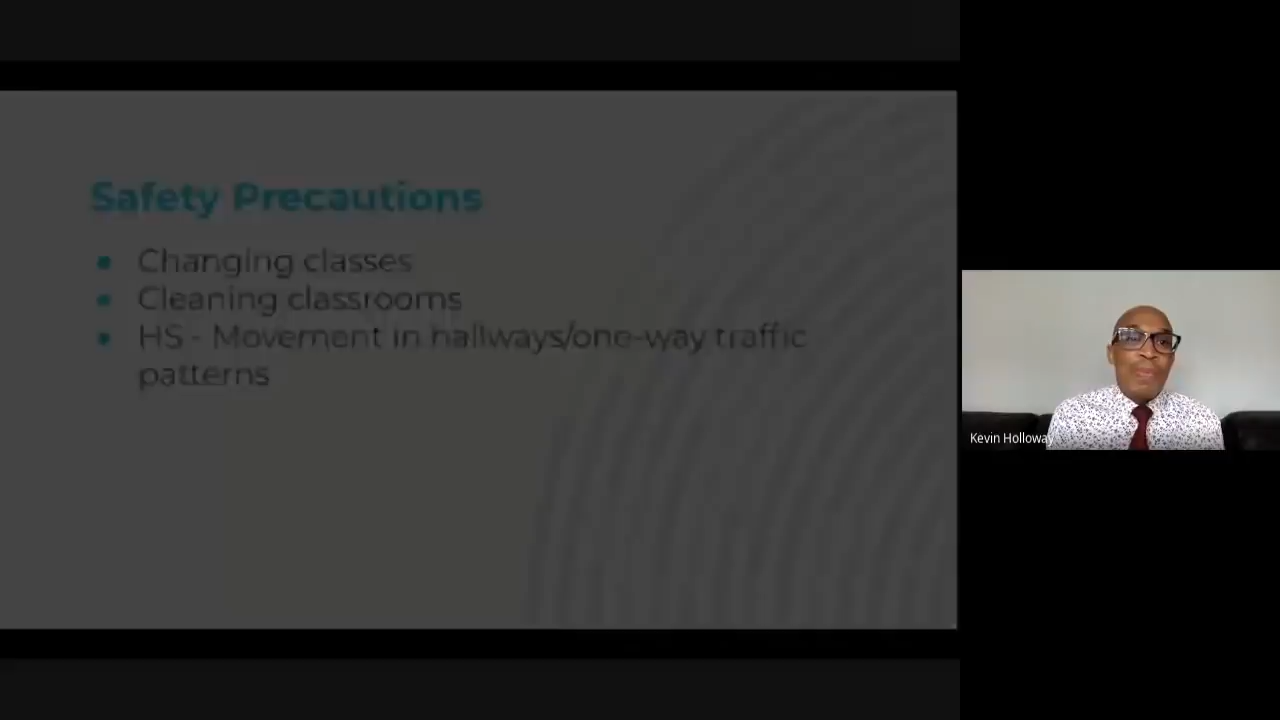 Safety Precautions
Changing classes
Cleaning classrooms
HS - Movement in hallways/one-way traffic
patterns
Kevin Holloway